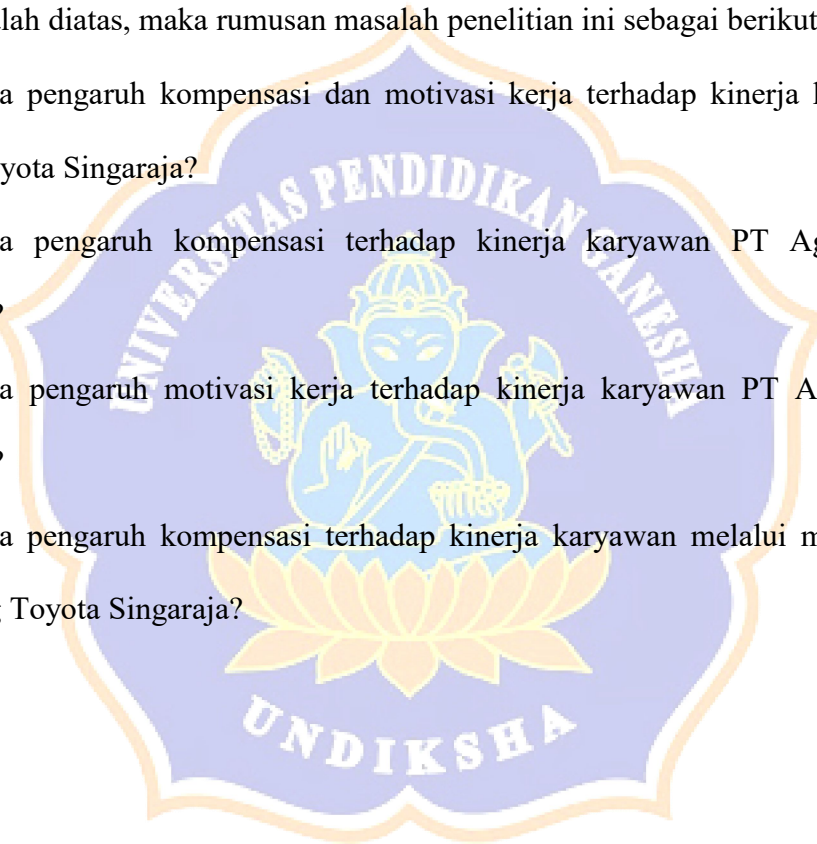 lah diatas, maka rumusan masalah penelitian ini sebagai berikut
a pengaruh kompensasi dan motivasi kerja terhadap kinerja
yota Singaraja?
a pengaruh kompensasi terhadap kinerja karyawan PT Ag
?
a pengaruh motivasi kerja terhadap kinerja karyawan PT A
?
a pengaruh kompensasi terhadap kinerja karyawan melalui m
g Toyota Singaraja?
UNIVERSITAS PENDIDIKAN GANESHA
UNDIKSHA